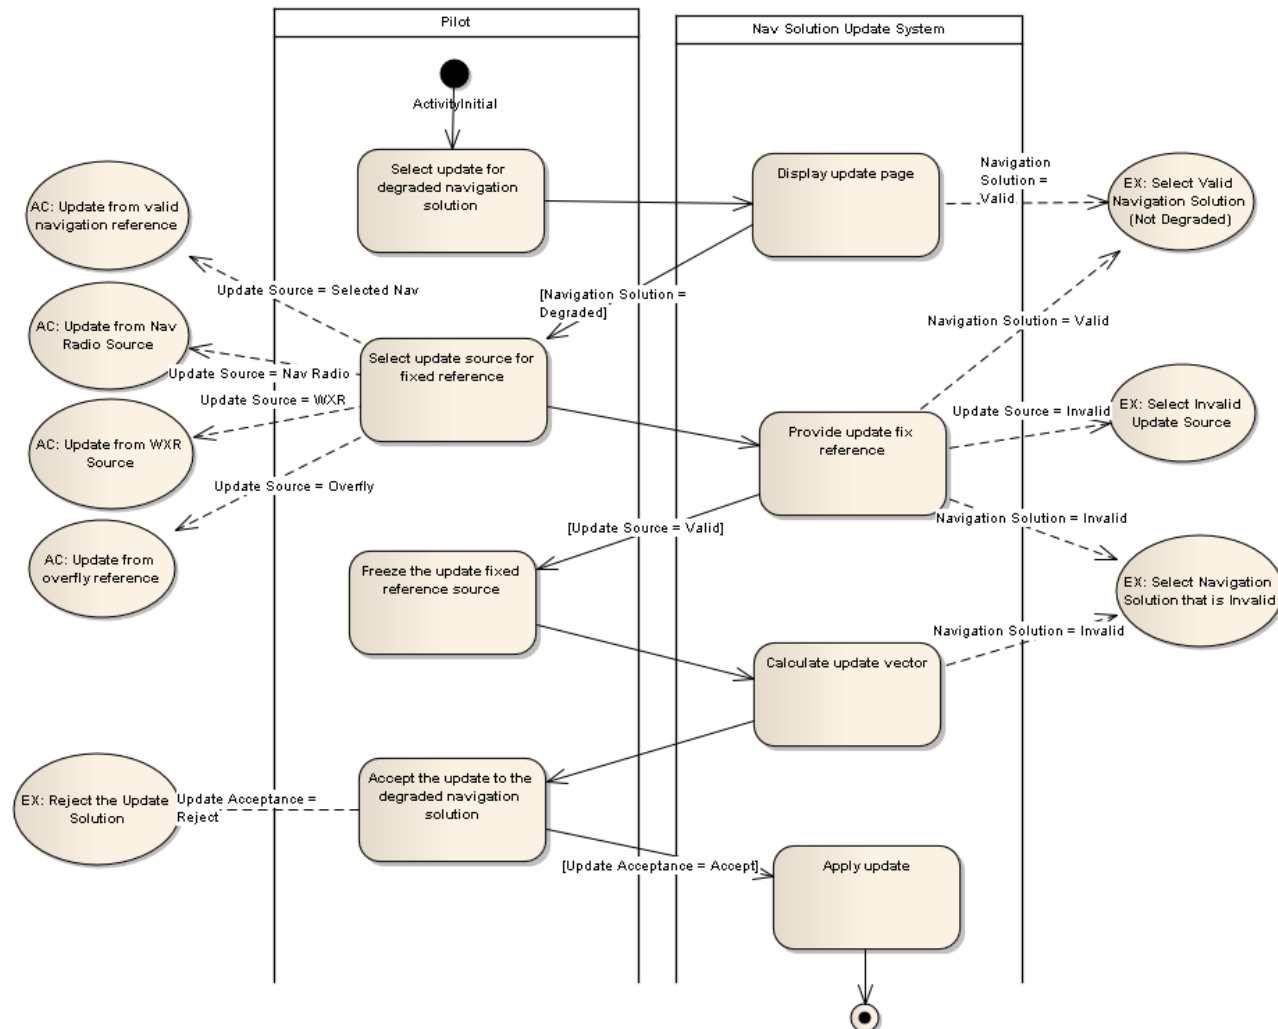 Pilot
Nav Solution Update System
ActivityInitial
Select update for
degraded navigation
solution
Display update page
Navigation
Solution =
Valid
EX: Select Valid
Navigation Solution
(Not Degraded)
AC: Update from valid
navigation reference
Update Source = Selected Nav
[Navigation Solution =
Degraded]
Navigation Solution = Valid
AC: Update from Nav
Radio Source
Select update source for
fixed reference
Update Source = Nav Radio
Update Source = WXR
AC: Update from WXR
Source
Update Source = Invalid
EX: Select Invalid
Update Source
Provide update fix
reference
Update Source = Overfly
Navigation Solution = Invalid
[Update Source = Valid]
AC: Update from
overfly reference
Freeze the update fixed
reference source
EX: Select Navigation
Solution that is Invalid
Navigation Solution = Invalid
Calculate update vector
Accept the update to the
degraded navigation
solution
EX: Reject the Update
Solution
Update Acceptance =
Reject
[Update Acceptance = Accept]
Apply update